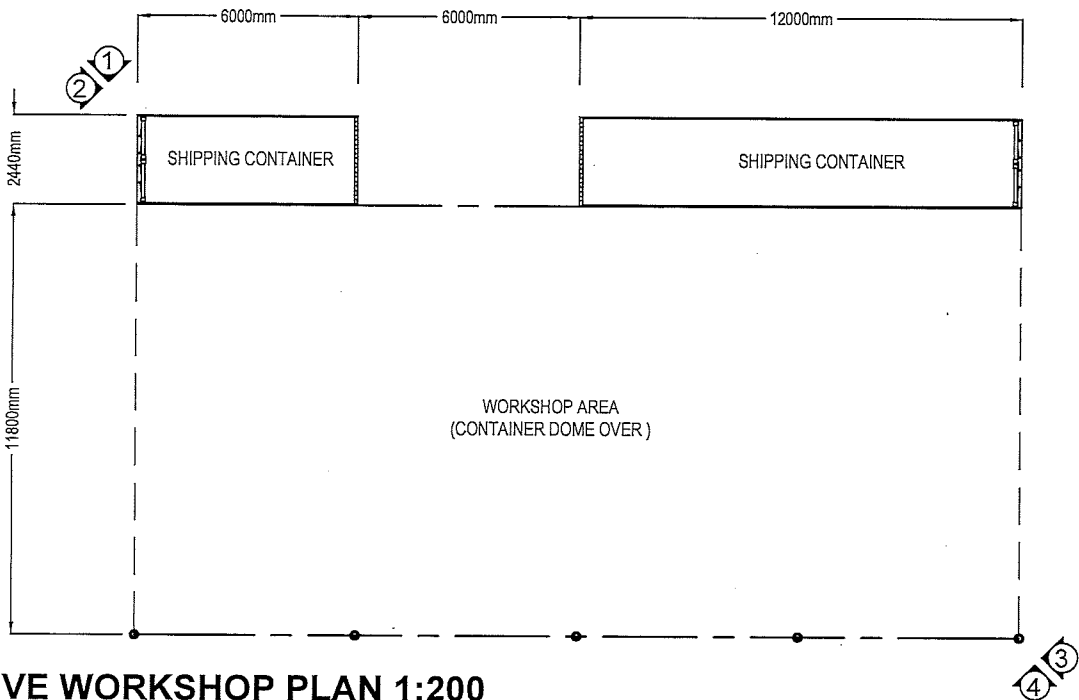 6000mm
6000mm
12000mm
1
2
2440mm
SHIPPING CONTAINER
SHIPPING CONTAINER
11800mm
WORKSHOP AREA
(CONTAINER DOME OVER )
3
4
VE WORKSHOP PLAN 1:200